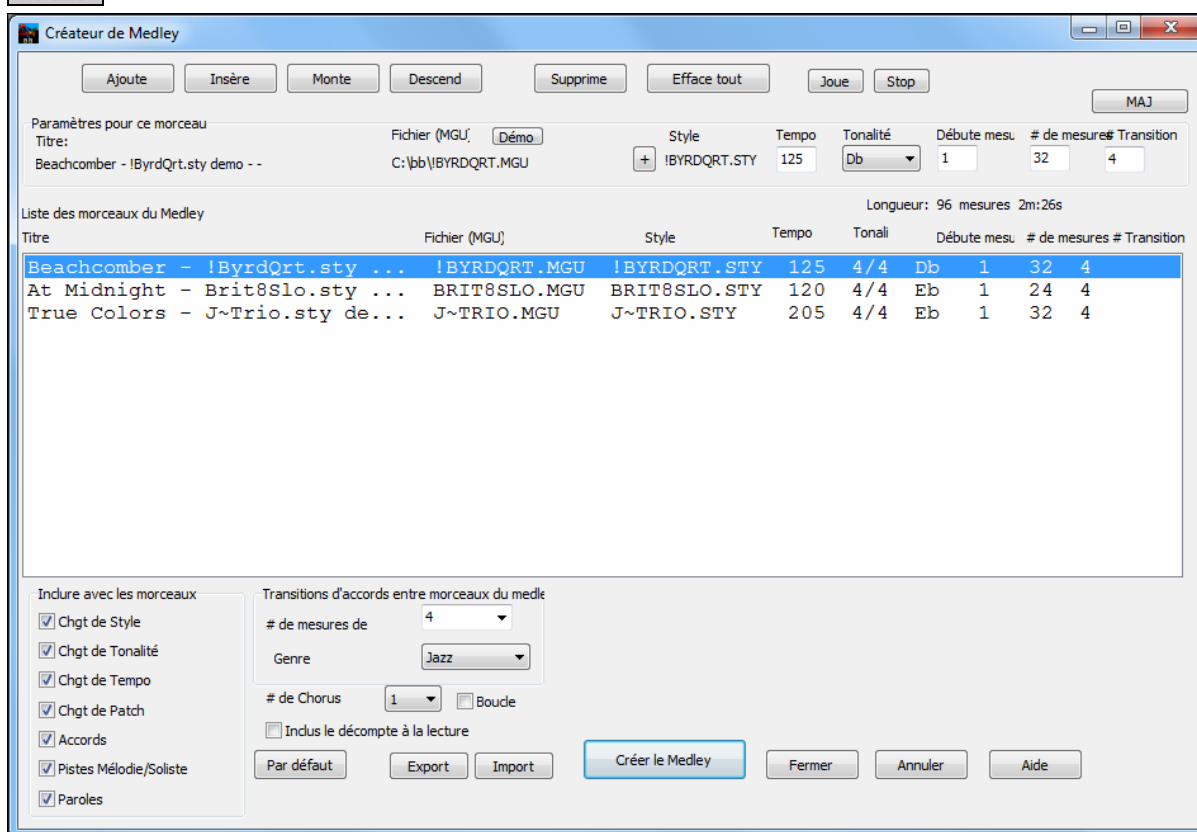 Créateur de Medley
Ajoute Insère Monte Descend Supprime Efface tout Joue Stop
MAJ
Paramètres pour ce morceau
Titre: Fichier (MGU) Démo Style Tempo Tonalité Débute mesu # de mesure # Transition
Beachcomber - !ByrdQrt.sty demo - - C:\bb\!BYRDQRT.MGU + !BYRDQRT.STY 125 Db 1 32 4
Longueur: 96 mesures 2m:26s
Liste des morceaux du Medley
Titre Fichier (MGU) Style Tempo Tonali Débute mesu # de mesures # Transition
Beachcomber - !ByrdQrt.sty ... !BYRDQRT.MGU !BYRDQRT.STY 125 4/4 Db 1 32 4
At Midnight - Brit8Slo.sty ... BRIT8SLO.MGU BRIT8SLO.STY 120 4/4 Eb 1 24 4
True Colors - J~Trio.sty de... J~TRIO.MGU J~TRIO.STY 205 4/4 Eb 1 32 4
Inclure avec les morceaux
Chgt de Style
Chgt de Tonalité
Chgt de Tempo
Chgt de Patch
Accords
Pistes Mélodie/Soliste
Paroles
Transitions d'accords entre morceaux du medle
# de mesures de 4
Genre Jazz
# de Chorus 1 Boucle
Inclus le décompte à la lecture
Par défaut Export Import Créer le Medley Fermer Annuler Aide